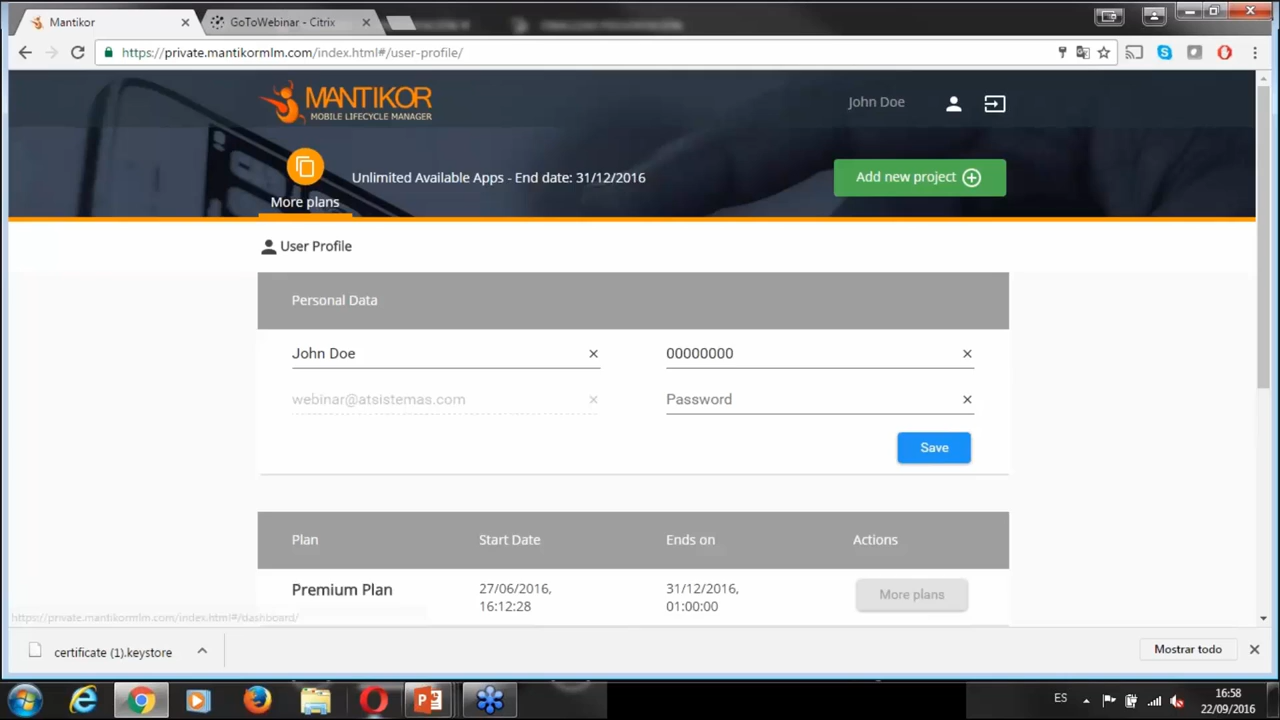 Mantikor
GoToWebinar - Citrix
https://private.mantikormlm.com/index.html#/user-profile/
MANTIKOR
MOBILE LIFECYCLE MANAGER
John Doe
Unlimited Available Apps - End date: 31/12/2016
Add new project
More plans
User Profile
Personal Data
John Doe
00000000
webinar@atsistemas.com
Password
Save
Plan Start Date Ends on Actions
Premium Plan
27/06/2016,
16:12:28
31/12/2016,
01:00:00
More plans
https://private.mantikormlm.com/index.html#/dashboard/
certificate (1).keystore
Mostrar todo
ES
16:58
22/09/2016